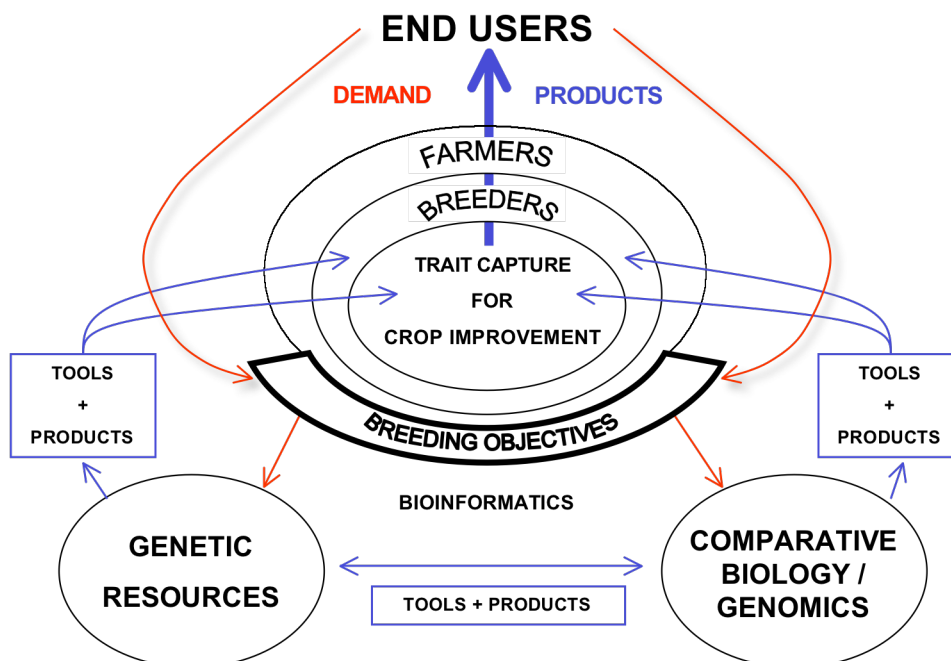 END USERS
DEMAND
PRODUCTS
FARMERS
BREEDERS
TRAIT CAPTURE
FOR
CROP IMPROVEMENT
TOOLS
+
PRODUCTS
TOOLS
+
PRODUCTS
BREEDING OBJECTIVES
BIOINFORMATICS
GENETIC
RESOURCES
COMPARATIVE
BIOLOGY /
GENOMICS
TOOLS + PRODUCTS